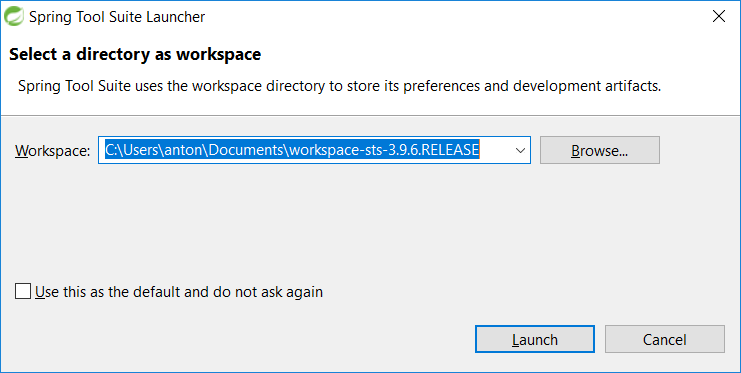 Spring Tool Suite Launcher
Select a directory as workspace
Spring Tool Suite uses the workspace directory to store its preferences and development artifacts.
Workspace: C:\Users\anton\Documents\workspace-sts-3.9.6.RELEASE Browse...
Use this as the default and do not ask again
Launch Cancel